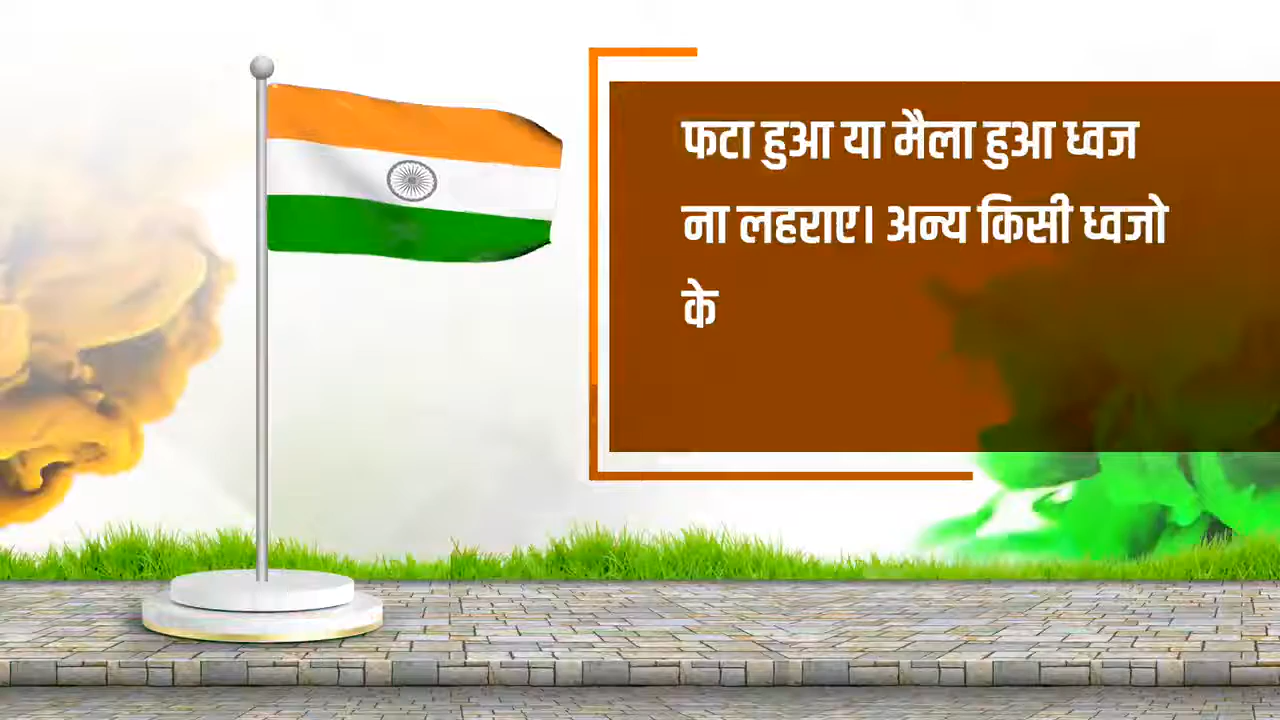 फटा हुआ या मैला हुआ ध्वज
ना लहराए। अन्य किसी ध्वजो
के